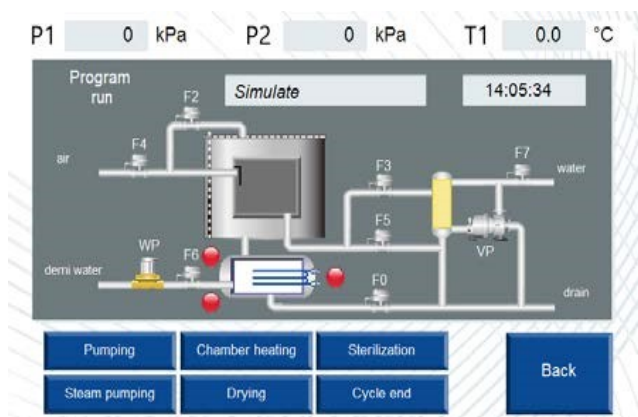 P1 0 kPa P2 0 kPa T1 0.0 °C
Program
run
Simulate
14:05:34
F2
F4
air
F3
F7
water
F5
VP
WP
F6
demi water
F0
drain
Pumping
Chamber heating
Sterilization
Steam pumping
Drying
Cycle end
Back